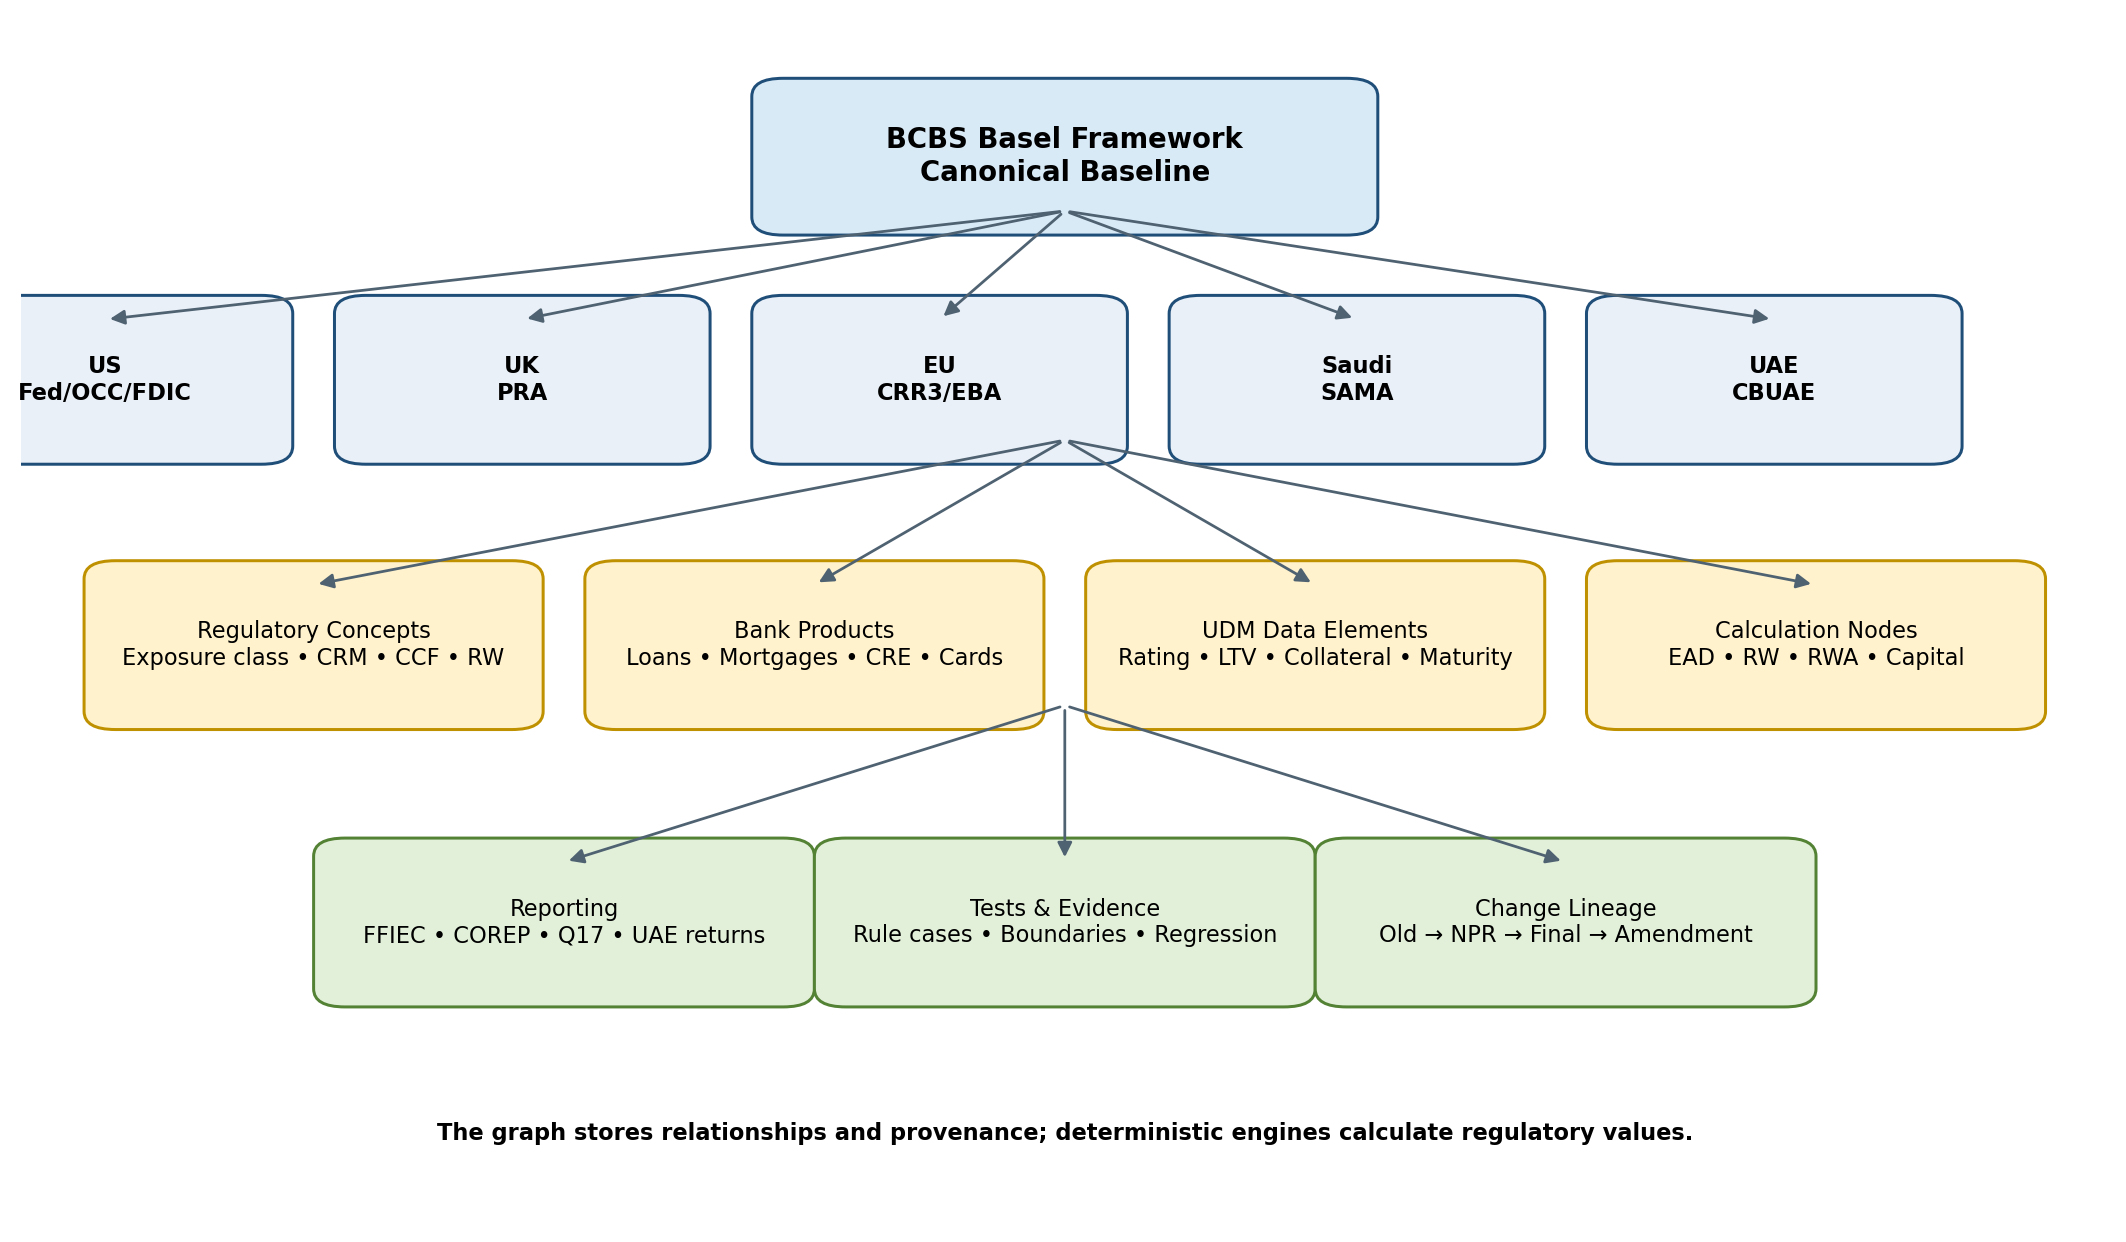 BCBS Basel Framework
Canonical Baseline
US
Fed/OCC/FDIC
UK
PRA
EU
CRR3/EBA
Saudi
SAMA
UAE
CBUAE
Regulatory Concepts
Exposure class • CRM • CCF • RW
Bank Products
Loans • Mortgages • CRE • Cards
UDM Data Elements
Rating • LTV • Collateral • Maturity
Calculation Nodes
EAD • RW • RWA • Capital
Reporting
FFIEC • COREP • Q17 • UAE returns
Tests & Evidence
Rule cases • Boundaries • Regression
Change Lineage
Old → NPR → Final → Amendment
The graph stores relationships and provenance; deterministic engines calculate regulatory values.